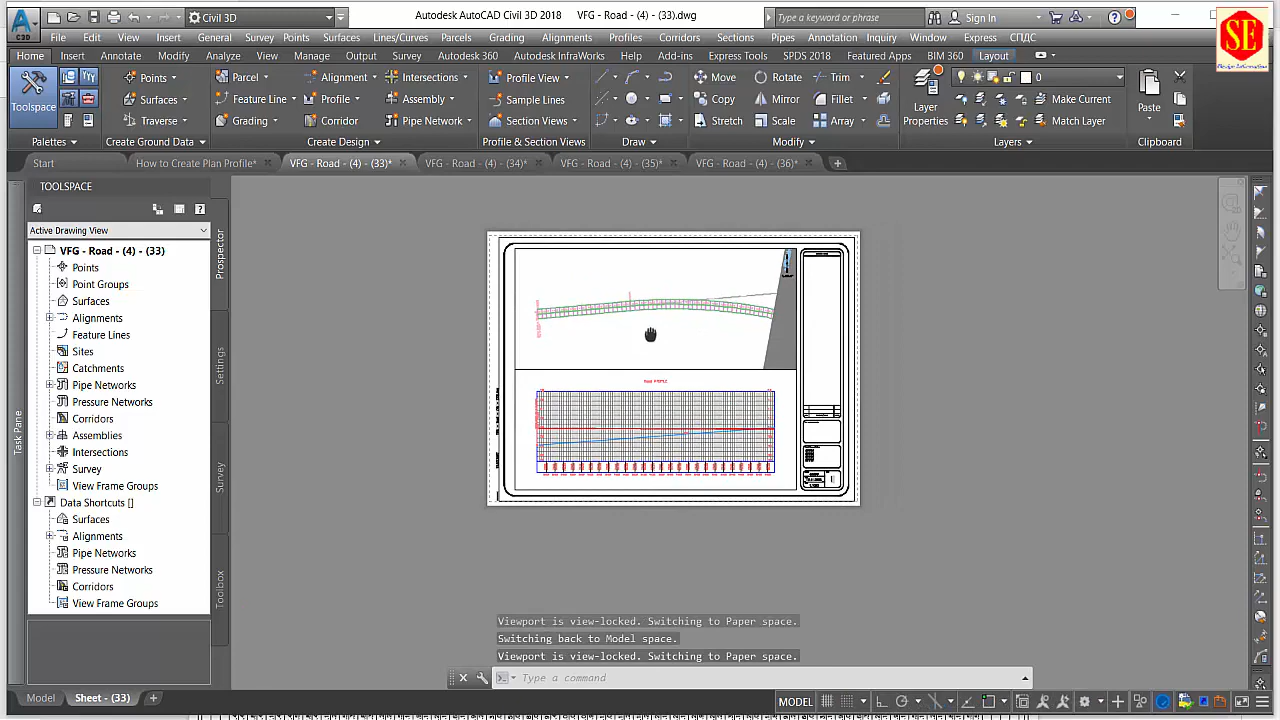 Civil 3D
Autodesk AutoCAD Civil 3D 2018 VFG - Road - (4) - (33).dwg
Type a keyword or phrase
Sign In
SE
File Edit View Insert General Survey Points Surfaces Lines/Curves Parcels Grading Alignments Profiles Corridors Sections Pipes Annotation Inquiry Window Express СПДС
Home Insert Annotate Modify Analyze View Manage Output Survey Autodesk 360 Autodesk InfraWorks Help Add-ins Express Tools SPDS 2018 Featured Apps BIM 360 Layout
Points Parcel Alignment Intersections Profile View Move Rotate Trim 0
Toolspace Surfaces Feature Line Profile Assembly Sample Lines Copy Mirror Fillet Layer Properties Make Current Paste
Traverse Grading Corridor Pipe Network Section Views Stretch Scale Array Match Layer
Palettes Create Ground Data Create Design Profile & Section Views Draw Modify Layers Clipboard
Start How to Create Plan Profile* VFG - Road - (4) - (33)* VFG - Road - (4) - (34)* VFG - Road - (4) - (35)* VFG - Road - (4) - (36)*
TOOLSPACE
Active Drawing View
VFG - Road - (4) - (33)
Points
Point Groups
Surfaces
Alignments
Feature Lines
Sites
Catchments
Pipe Networks
Pressure Networks
Corridors
Assemblies
Intersections
Survey
View Frame Groups
Data Shortcuts []
Surfaces
Alignments
Pipe Networks
Pressure Networks
Corridors
View Frame Groups
Task Pane
Prospector
Settings
Survey
Toolbox
Viewport is view-locked. Switching to Paper space.
Switching back to Model space.
Viewport is view-locked. Switching to Paper space.
Type a command
Model Sheet - (33)
MODEL